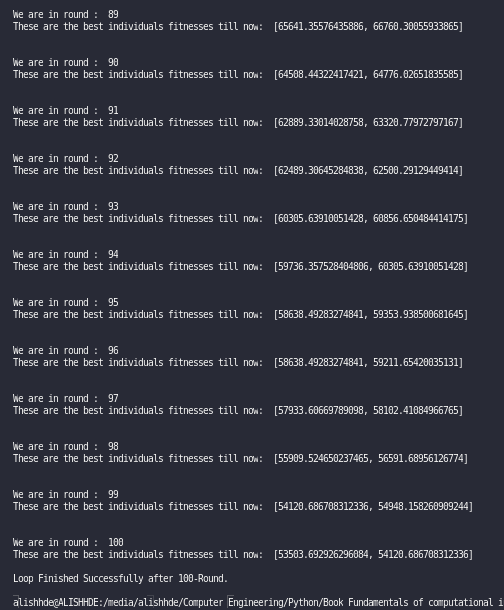 We are in round :  89
These are the best individuals fitnesses till now:  [65641.35576435886, 66760.30055933865]
We are in round :  90
These are the best individuals fitnesses till now:  [64508.44322417421, 64776.02651835585]
We are in round :  91
These are the best individuals fitnesses till now:  [62889.33014028758, 63320.77972797167]
We are in round :  92
These are the best individuals fitnesses till now:  [62489.30645284838, 62500.29129449414]
We are in round :  93
These are the best individuals fitnesses till now:  [60305.63910051428, 60856.650484414175]
We are in round :  94
These are the best individuals fitnesses till now:  [59736.357528404806, 60305.63910051428]
We are in round :  95
These are the best individuals fitnesses till now:  [58638.49283274841, 59353.938500681645]
We are in round :  96
These are the best individuals fitnesses till now:  [58638.49283274841, 59211.65420035131]
We are in round :  97
These are the best individuals fitnesses till now:  [57933.60669789098, 58102.41084966765]
We are in round :  98
These are the best individuals fitnesses till now:  [55909.524650237465, 56591.68956126774]
We are in round :  99
These are the best individuals fitnesses till now:  [54120.686708312336, 54948.158260909244]
We are in round :  100
These are the best individuals fitnesses till now:  [53503.692926296084, 54120.686708312336]
Loop Finished Successfully after 100-Round.
alishhde@ALISHHDE:/media/alishhde/Computer Engineering/Python/Book Fundamentals of computational i